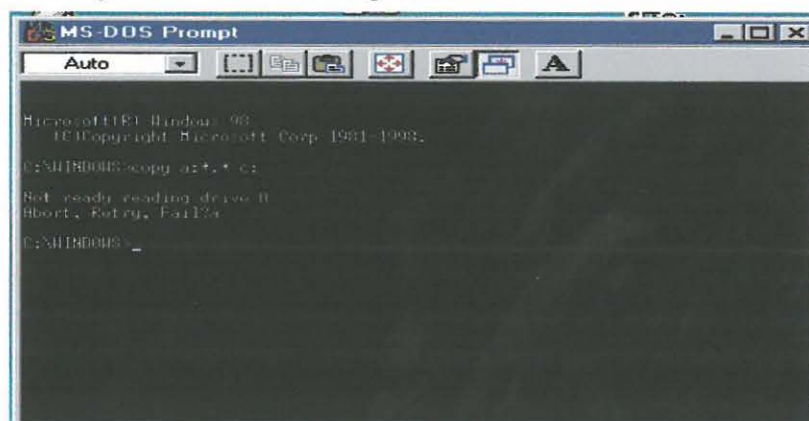 MS-DOS Prompt
Auto
A
Microsoft(R) Windows 98
(C)Copyright Microsoft Corp 1981-1998.
C:\WINDOWS>copy a:*.* c:
Not ready reading drive A
Abort, Retry, Fail?a
C:\WINDOWS>_